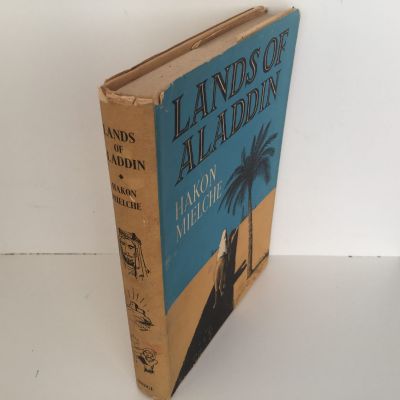 LANDS OF
ALADDIN
HAKON
MIELCHE
LANDS
OF
ALADDIN
HAKON
MIELCHE